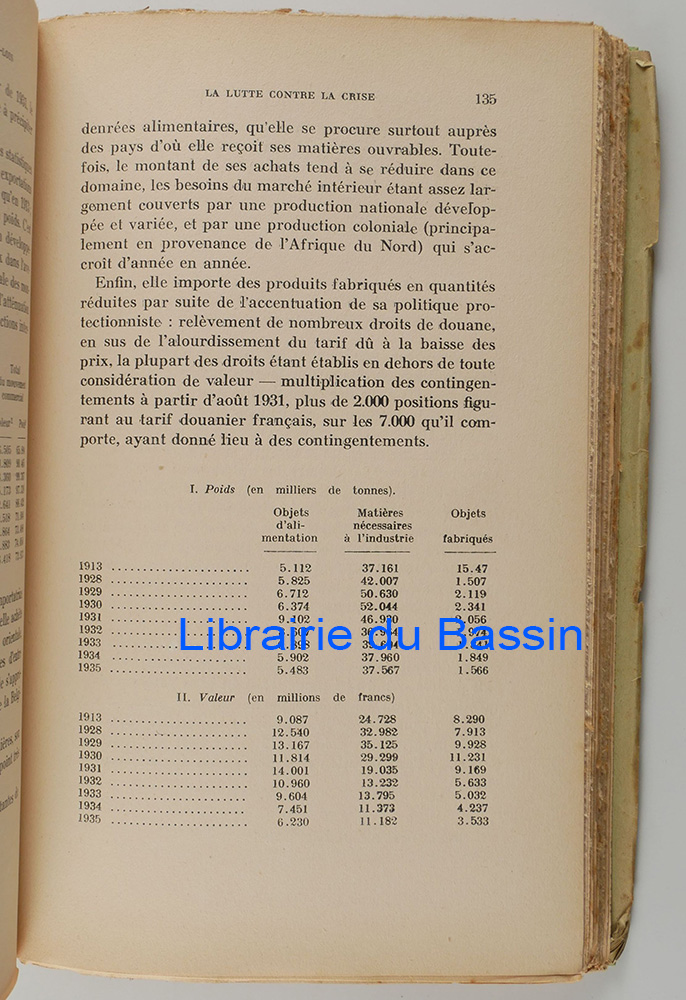 LA LUTTE CONTRE LA CRISE 135
denrées alimentaires, qu'elle se procure surtout auprès
des pays d'où elle reçoit ses matières ouvrables. Toute-
fois, le montant de ses achats tend à se réduire dans ce
domaine, les besoins du marché intérieur étant assez lar-
gement couverts par une production nationale dévelop-
pée et variée, et par une production coloniale (principa-
lement en provenance de l'Afrique du Nord) qui s'ac-
croît d'année en année.
Enfin, elle importe des produits fabriqués en quantités
réduites par suite de l'accentuation de sa politique pro-
tectionniste : relèvement de nombreux droits de douane,
en sus de l'alourdissement du tarif dû à la baisse des
prix, la plupart des droits étant établis en dehors de toute
considération de valeur — multiplication des contingen-
tements à partir d'août 1931, plus de 2.000 positions figu-
rant au tarif douanier français, sur les 7.000 qu'il com-
porte, ayant donné lieu à des contingentements.
I. Poids (en milliers de tonnes).
Objets Matières Objets
d'ali- nécessaires
mentation à l'industrie fabriqués
1913 5.112 37.161 15.47
1928 5.825 42.007 1.507
1929 6.712 50.630 2.119
1930 6.374 52.044 2.341
1931 9.102
1932
1933
Librairie du Bassin
1934 5.902 37.960 1.849
1935 5.483 37.567 1.566
II. Valeur (en millions de francs)
1913 9.087 24.728 8.290
1928 12.540 32.982 7.913
1929 13.167 35.125 9.928
1930 11.814 29.299 11.231
1931 14.001 19.035 9.169
1932 10.960 13.232 5.633
1933 9.604 13.795 5.032
1934 7.451 11.373 4.237
1935 6.230 11.182 3.533